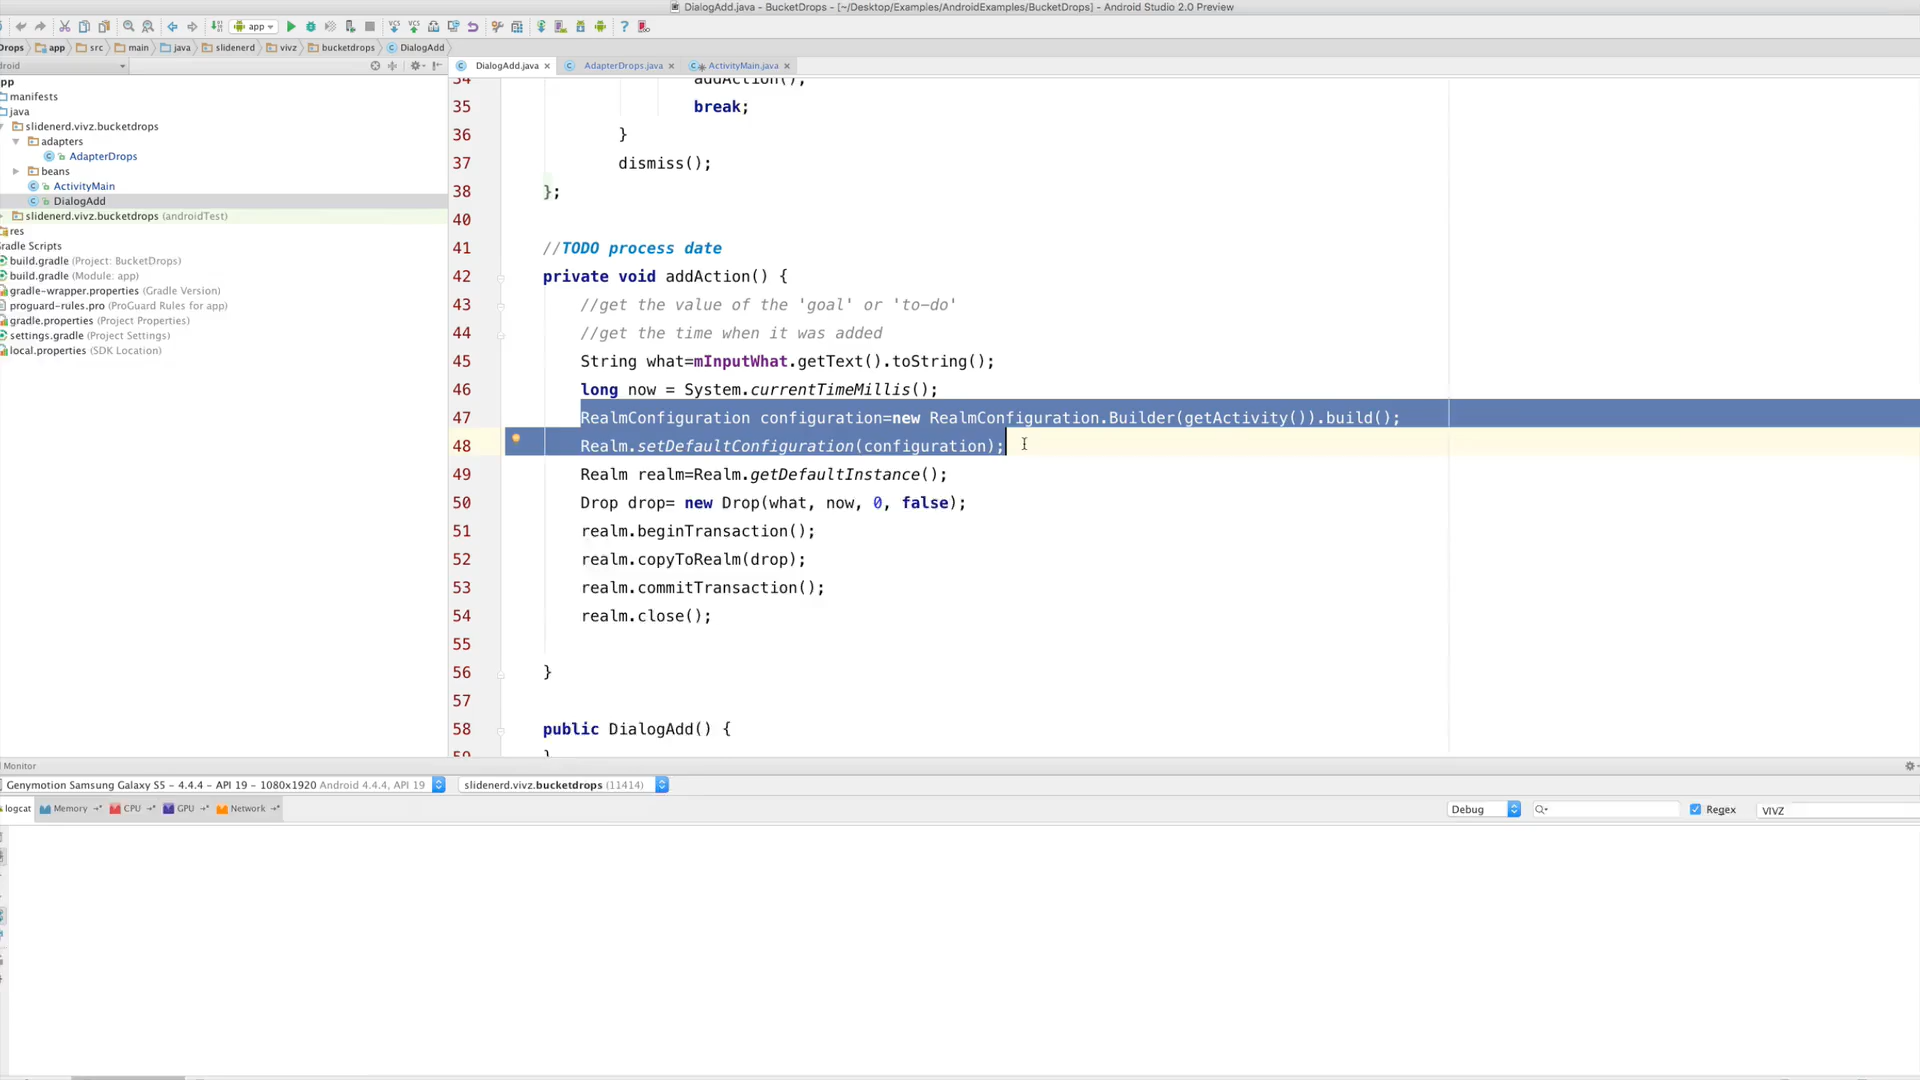 DialogAdd.java - BucketDrops - [~/Desktop/Examples/AndroidExamples/BucketDrops] - Android Studio 2.0 Preview
app
Drops app src main java slidenerd vivz bucketdrops DialogAdd
roid
DialogAdd.java AdapterDrops.java ActivityMain.java
pp
manifests
java
slidenerd.vivz.bucketdrops
adapters
AdapterDrops
beans
ActivityMain
DialogAdd
slidenerd.vivz.bucketdrops (androidTest)
res
Gradle Scripts
build.gradle (Project: BucketDrops)
build.gradle (Module: app)
gradle-wrapper.properties (Gradle Version)
proguard-rules.pro (ProGuard Rules for app)
gradle.properties (Project Properties)
settings.gradle (Project Settings)
local.properties (SDK Location)
34 addAction();
35 break;
36 }
37 dismiss();
38 };
40
41 //TODO process date
42 private void addAction() {
43 //get the value of the 'goal' or 'to-do'
44 //get the time when it was added
45 String what=mInputWhat.getText().toString();
46 long now = System.currentTimeMillis();
47 RealmConfiguration configuration=new RealmConfiguration.Builder(getActivity()).build();
48 Realm.setDefaultConfiguration(configuration);
49 Realm realm=Realm.getDefaultInstance();
50 Drop drop= new Drop(what, now, 0, false);
51 realm.beginTransaction();
52 realm.copyToRealm(drop);
53 realm.commitTransaction();
54 realm.close();
55
56 }
57
58 public DialogAdd() {
59 }
Monitor
Genymotion Samsung Galaxy S5 - 4.4.4 - API 19 - 1080x1920 Android 4.4.4, API 19 slidenerd.vivz.bucketdrops (11414)
logcat Memory CPU GPU Network Debug Regex VIVZ